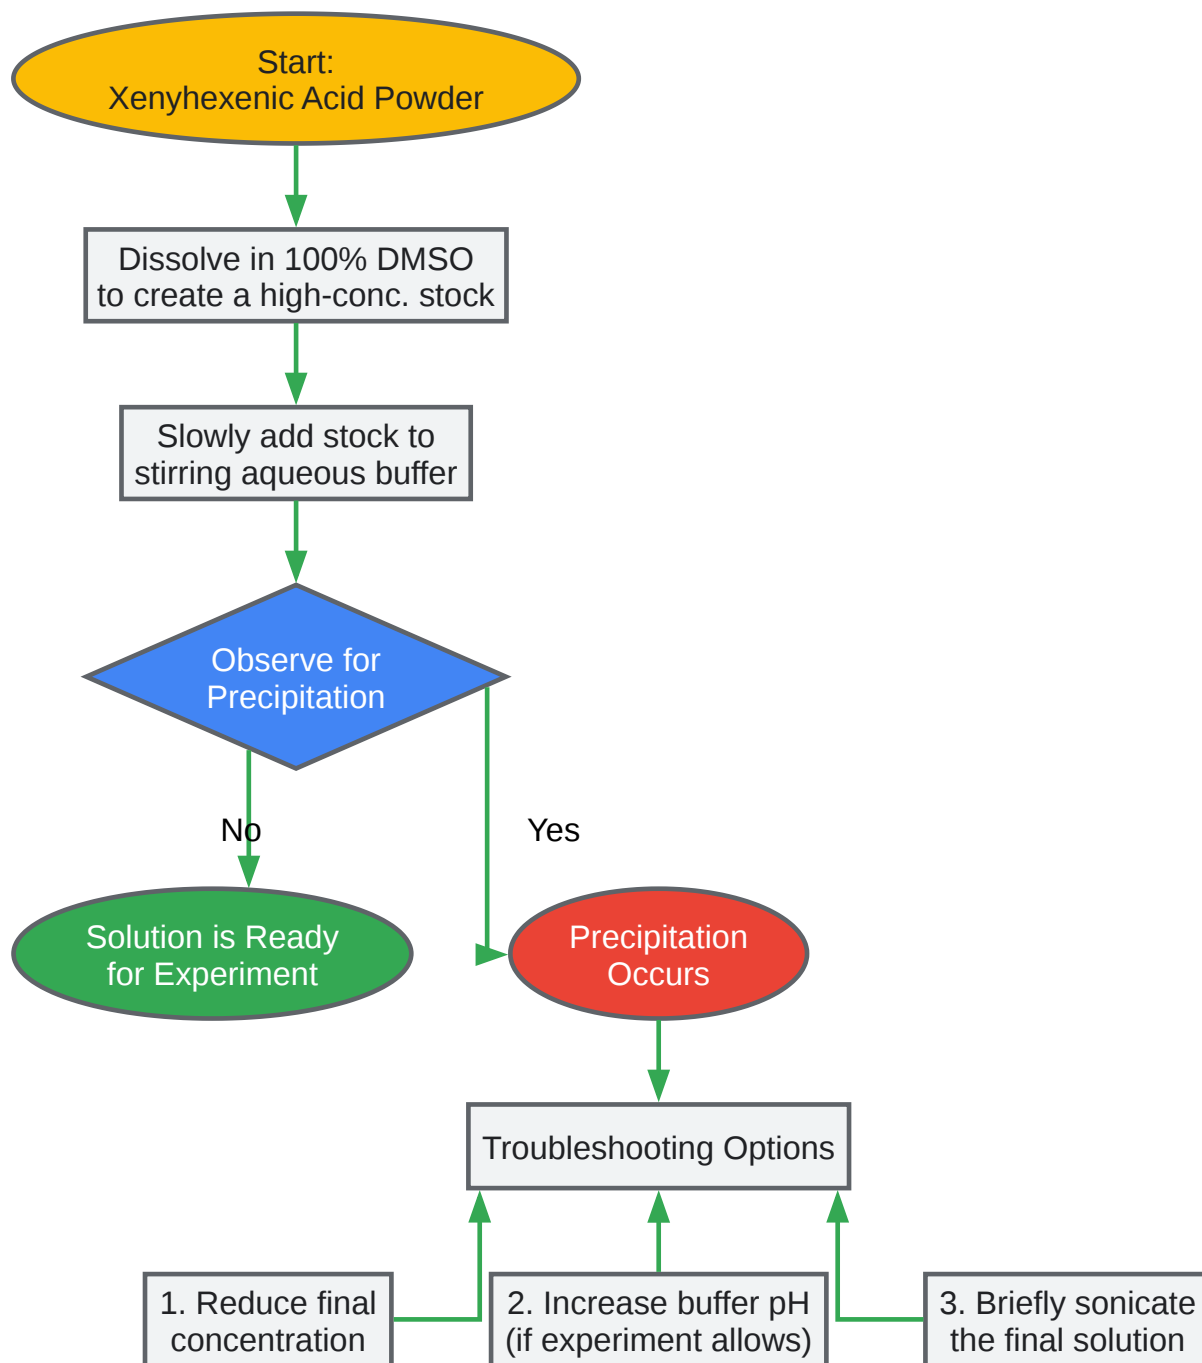 Start:
Xenyhexenic Acid Powder
Dissolve in 100% DMSO
to create a high-conc. stock
Slowly add stock to
stirring aqueous buffer
Observe for
Precipitation
No
Yes
Solution is Ready
for Experiment
Precipitation
Occurs
Troubleshooting Options
1. Reduce final
concentration
2. Increase buffer pH
(if experiment allows)
3. Briefly sonicate
the final solution